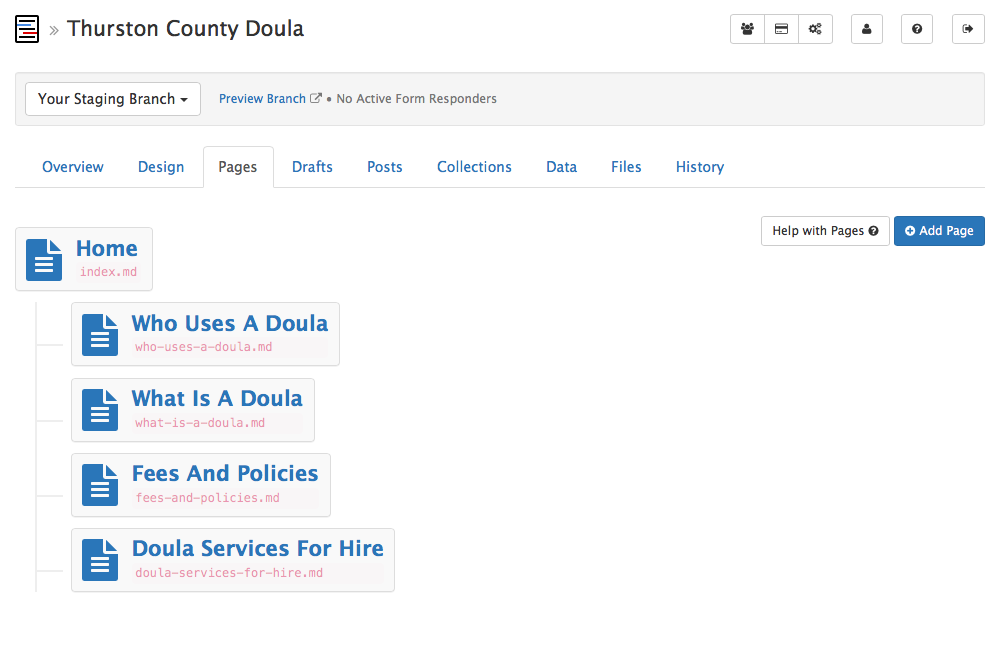 » Thurston County Doula
Your Staging Branch
Preview Branch • No Active Form Responders
Overview Design Pages Drafts Posts Collections Data Files History
Help with Pages Add Page
Home
index.md
Who Uses A Doula
who-uses-a-doula.md
What Is A Doula
what-is-a-doula.md
Fees And Policies
fees-and-policies.md
Doula Services For Hire
doula-services-for-hire.md